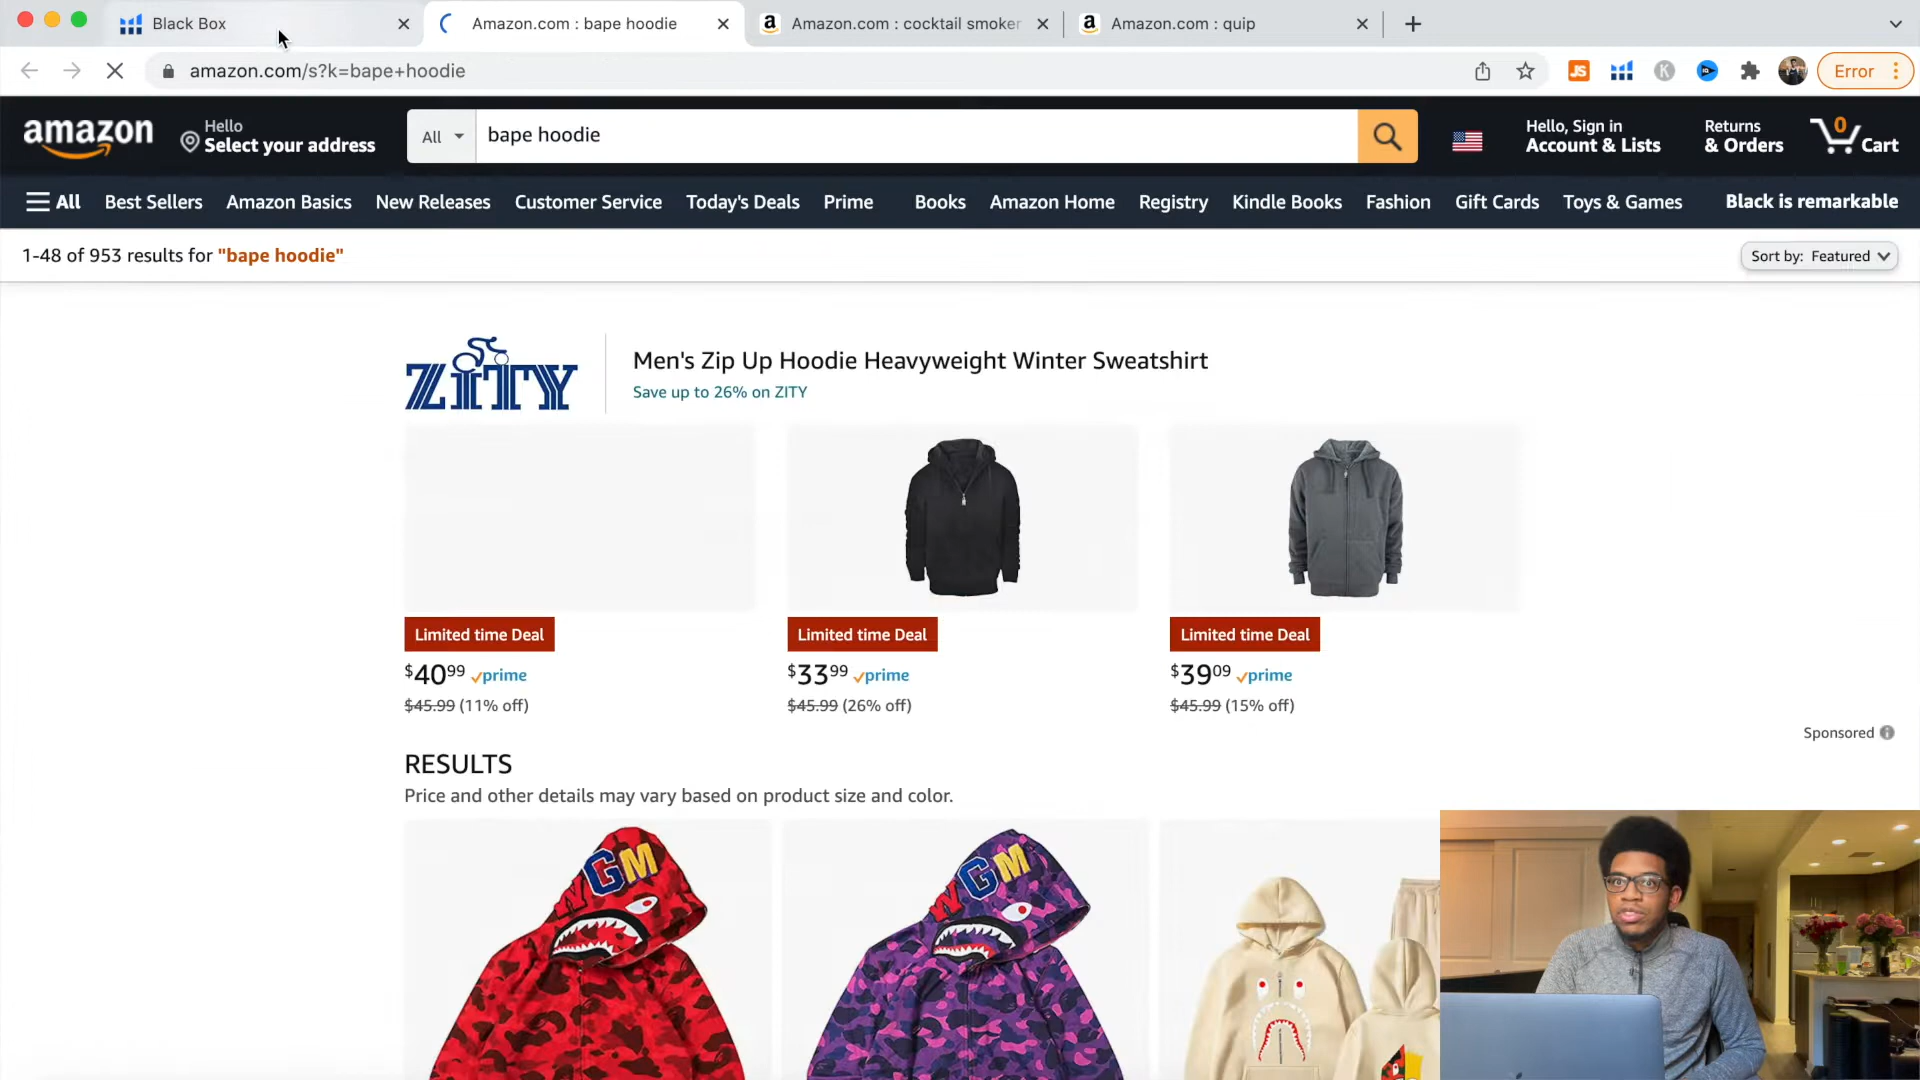 Black Box
Amazon.com : bape hoodie
Amazon.com : cocktail smoker
Amazon.com : quip
amazon.com/s?k=bape+hoodie
JS
K
Error
amazon
Hello
Select your address
All
bape hoodie
Hello, Sign in
Account & Lists
Returns
& Orders
0
Cart
All Best Sellers Amazon Basics New Releases Customer Service Today's Deals Prime Books Amazon Home Registry Kindle Books Fashion Gift Cards Toys & Games Black is remarkable
1-48 of 953 results for "bape hoodie"
Sort by: Featured
ZITY
Men's Zip Up Hoodie Heavyweight Winter Sweatshirt
Save up to 26% on ZITY
Limited time Deal
$40.99 prime
$45.99 (11% off)
Limited time Deal
$33.99 prime
$45.99 (26% off)
Limited time Deal
$39.09 prime
$45.99 (15% off)
Sponsored
RESULTS
Price and other details may vary based on product size and color.
WGM
WGM